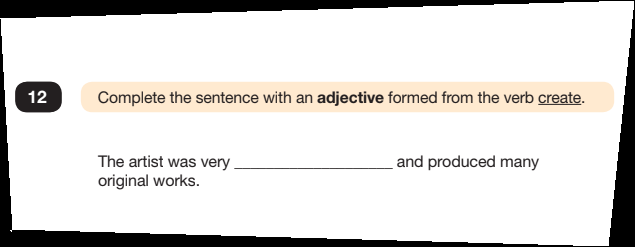 12 Complete the sentence with an adjective formed from the verb create.
The artist was very ____________________ and produced many
original works.